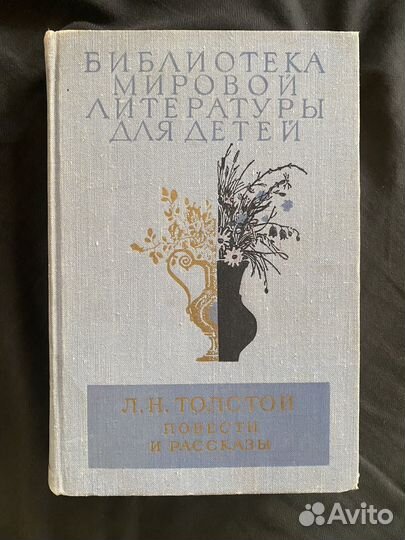 БИБЛИОТЕКА
МИРОВОЙ
ЛИТЕРАТУРЫ
ДЛЯ ДЕТЕЙ
Л. Н. ТОЛСТОЙ
ПОВЕСТИ
И РАССКАЗЫ
Avito